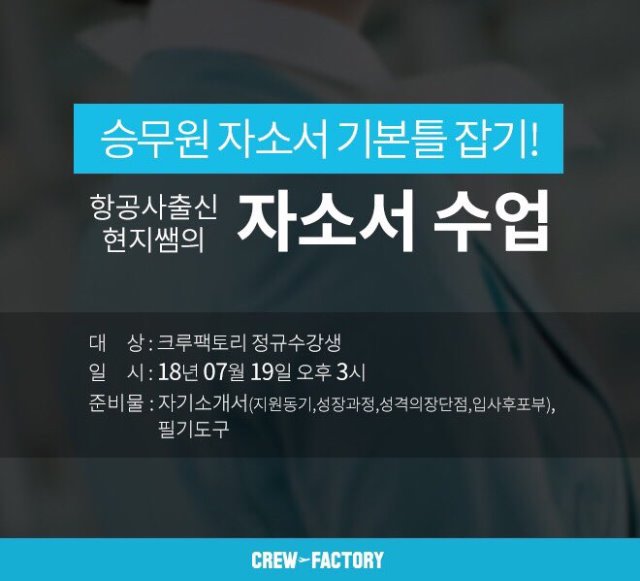 승무원 자소서 기본틀 잡기!
항공사출신
현지쌤의
자소서 수업
대 상 : 크루팩토리 정규수강생
일 시 : 18년 07월 19일 오후 3시
준비물 : 자기소개서(지원동기,성장과정,성격의장단점,입사후포부),
필기도구
CREW FACTORY